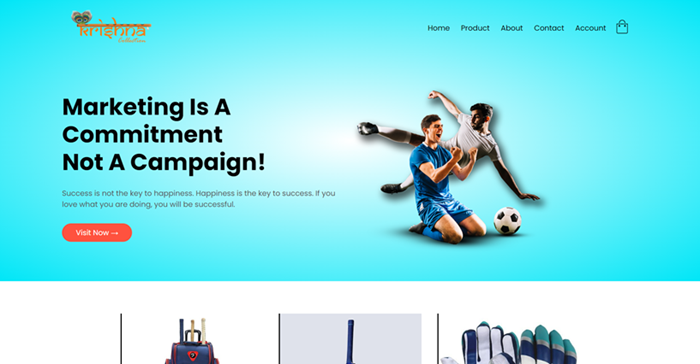 Krishna
Collection
Home Product About Contact Account
Marketing Is A
Commitment
Not A Campaign!
Success is not the key to happiness. Happiness is the key to success. If you
love what you are doing, you will be successful.
Visit Now →